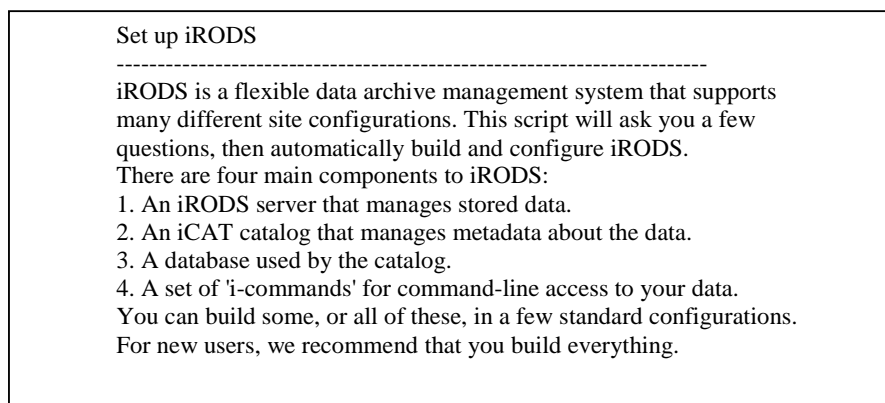 Set up iRODS
------------------------------------------------------------------------
iRODS is a flexible data archive management system that supports
many different site configurations. This script will ask you a few
questions, then automatically build and configure iRODS.
There are four main components to iRODS:
1. An iRODS server that manages stored data.
2. An iCAT catalog that manages metadata about the data.
3. A database used by the catalog.
4. A set of 'i-commands' for command-line access to your data.
You can build some, or all of these, in a few standard configurations.
For new users, we recommend that you build everything.